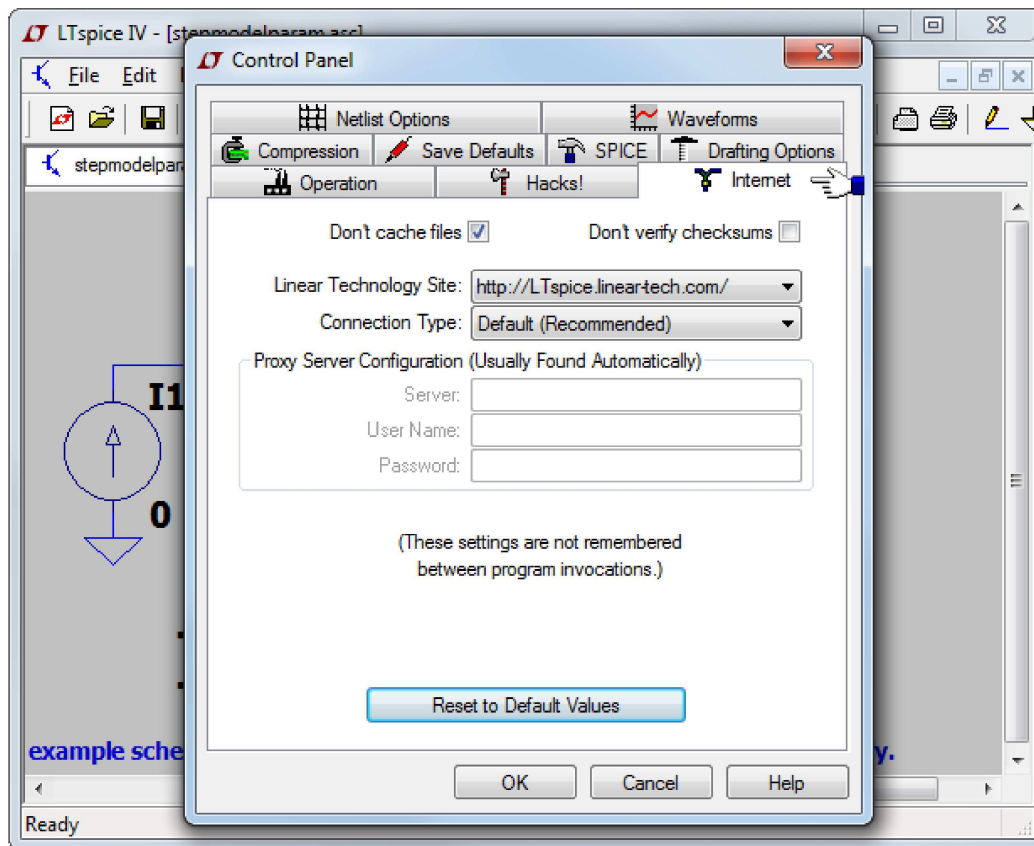 LTspice IV - [stepmodelparam.asc]
File Edit
Control Panel
Netlist Options Waveforms
Compression Save Defaults SPICE Drafting Options
Operation Hacks! Internet
stepmodelpar
Don't cache files Don't verify checksums
Linear Technology Site: http://LTspice.linear-tech.com/
Connection Type: Default (Recommended)
Proxy Server Configuration (Usually Found Automatically)
Server:
User Name:
Password:
I1
0
(These settings are not remembered
between program invocations.)
Reset to Default Values
example sche y.
OK Cancel Help
Ready